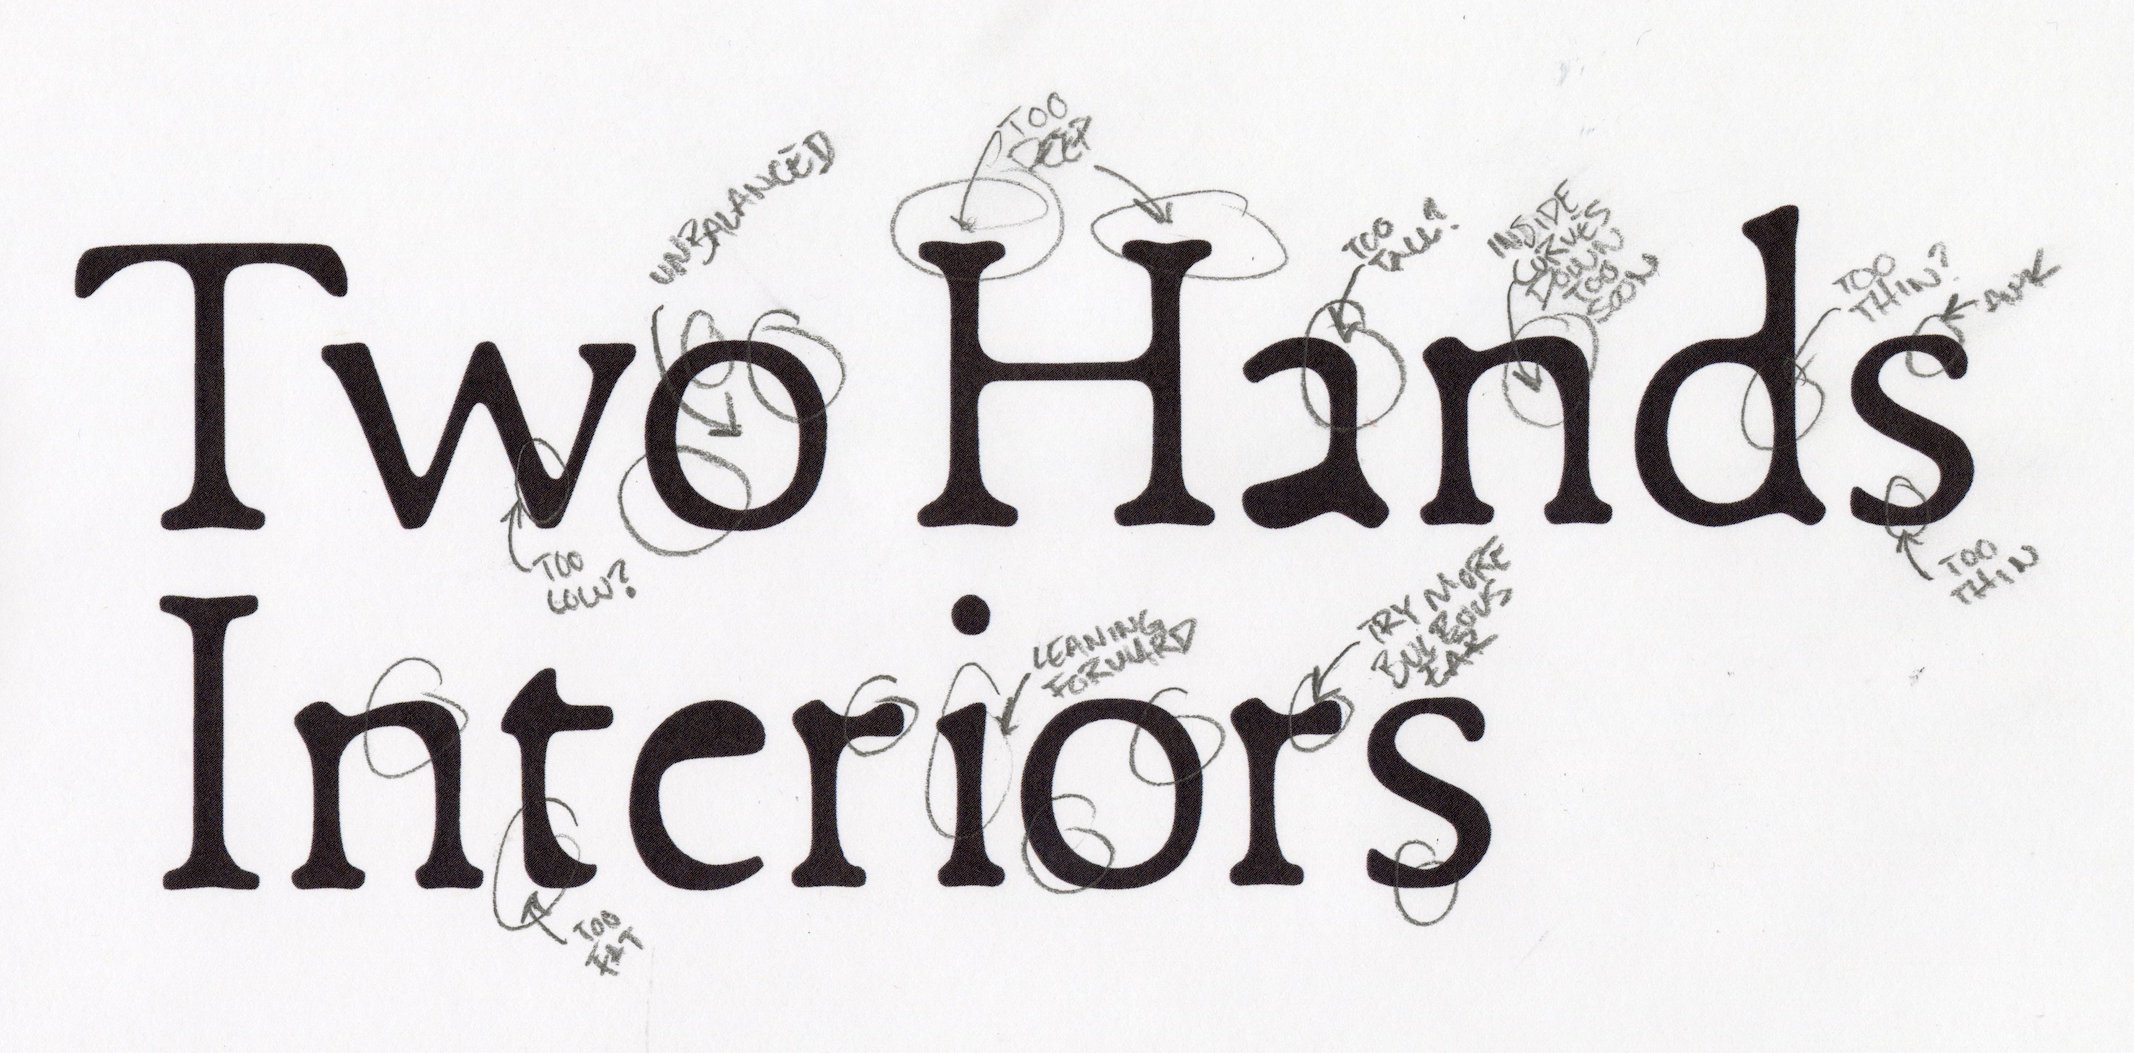 TOO
DEEP
UNBALANCED
TOO
TALL?
INSIDE
CURVES
DOWN
TOO
SOON
TOO
THIN?
Two Hands
TOO
LOW?
TOO
THIN
Interiors
LEANING
FORWARD
TRY MORE
BULBOUS
EAR
TOO
FAT